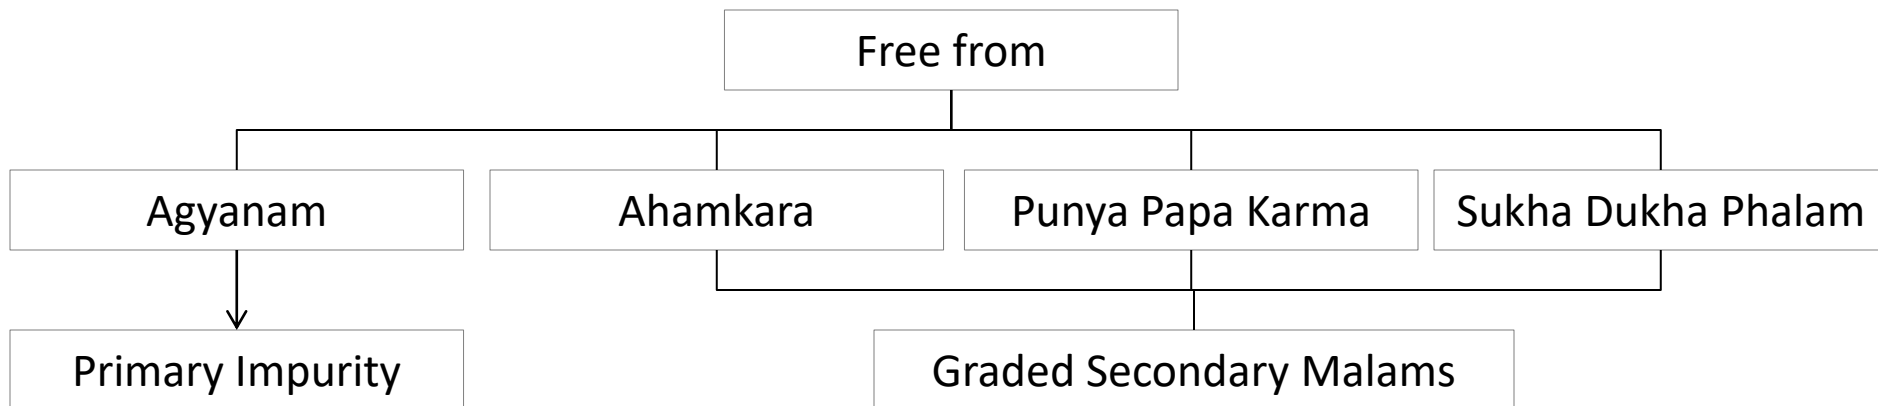 Free from
Agyanam
Ahamkara
Punya Papa Karma
Sukha Dukha Phalam
Primary Impurity
Graded Secondary Malams